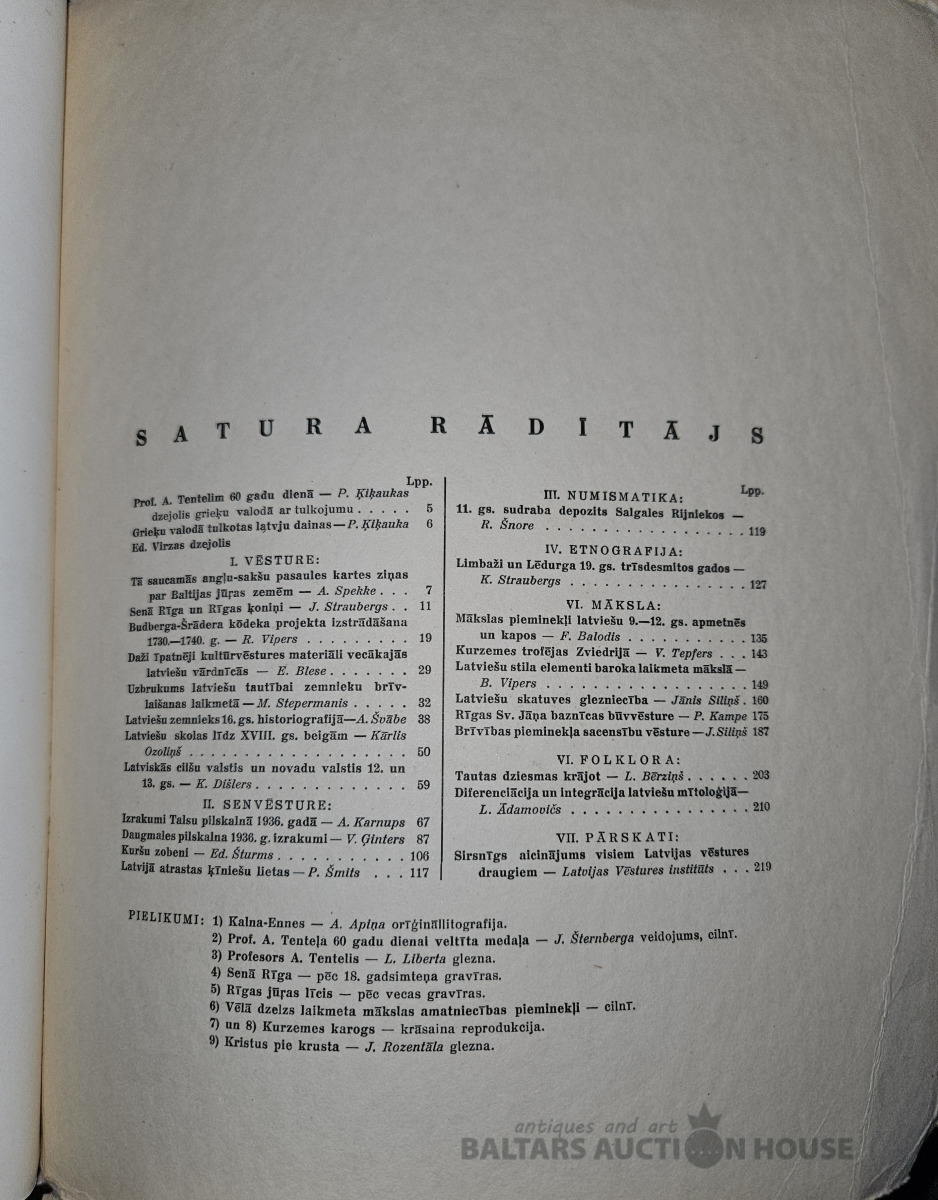 SATURA RĀDĪTĀJS
Lpp.
Prof. A. Tentelim 60 gadu dienā — P. Ķiķaukas
dzejolis grieķu valodā ar tulkojumu . . . . . 5
Grieķu valodā tulkotas latvju dainas — P. Ķiķauka 6
Ed. Virzas dzejolis
I. VĒSTURE:
Tā saucamās angļu-sakšu pasaules kartes ziņas
par Baltijas jūras zemēm — A. Spekke . . . 7
Senā Rīga un Rīgas ķoniņi — J. Straubergs . . 11
Budberga-Šrādera kōdeka projekta izstrādāšana
1730.—1740. g. — R. Vipers . . . . . . . . . 19
Daži īpatnēji kultūrvēstures materiāli vecākajās
latviešu vārdnīcās — E. Blese . . . . . . . 29
Uzbrukums latviešu tautībai zemnieku brīv-
laišanas laikmetā — M. Stepermanis . . . . . 32
Latviešu zemnieks 16. gs. historiografijā — A. Švābe 38
Latviešu skolas līdz XVIII. gs. beigām — Kārlis
Ozoliņš . . . . . . . . . . . . . . . . . . . 50
Latviskās cilšu valstis un novadu valstis 12. un
13. gs. — K. Dišlers . . . . . . . . . . . . 59
II. SENVĒSTURE:
Izrakumi Talsu pilskalnā 1936. gadā — A. Karnups 67
Daugmales pilskalna 1936. g. izrakumi — V. Ģinters 87
Kuršu zobeni — Ed. Šturms . . . . . . . . . . . 106
Latvijā atrastas ķīniešu lietas — P. Šmits . . . 117
Lpp.
III. NUMISMATIKA:
11. gs. sudraba depozits Salgales Rijniekos —
R. Šnore . . . . . . . . . . . . . . . . . . 119
IV. ETNOGRAFIJA:
Limbaži un Lēdurga 19. gs. trīsdesmitos gados —
K. Straubergs . . . . . . . . . . . . . . . . 127
VI. MĀKSLA:
Mākslas pieminekļi latviešu 9.—12. gs. apmetnēs
un kapos — F. Balodis . . . . . . . . . . . 135
Kurzemes trofējas Zviedrijā — V. Tepfers . . . 143
Latviešu stila elementi baroka laikmeta mākslā —
B. Vipers . . . . . . . . . . . . . . . . . . 149
Latviešu skatuves glezniecība — Jānis Siliņš . 160
Rīgas Sv. Jāņa baznīcas būvvēsture — P. Kampe 175
Brīvības pieminekļa sacensību vēsture — J. Siliņš 187
VI. FOLKLORA:
Tautas dziesmas krājot — L. Bērziņš . . . . . . 203
Diferenciācija un integrācija latviešu mītoloģijā —
L. Ādamovičs . . . . . . . . . . . . . . . . 210
VII. PĀRSKATI:
Sirsnīgs aicinājums visiem Latvijas vēstures
draugiem — Latvijas Vēstures institūts . . . 219
PIELIKUMI: 1) Kalna-Ennes — A. Apiņa orīģināllitografija.
2) Prof. A. Tenteļa 60 gadu dienai veltīta medaļa — J. Šternberga veidojums, cilnī.
3) Profesors A. Tentelis — L. Liberta glezna.
4) Senā Rīga — pēc 18. gadsimteņa gravīras.
5) Rīgas jūras līcis — pēc vecas gravīras.
6) Vēlā dzelzs laikmeta mākslas amatniecības pieminekļi — cilnī.
7) un 8) Kurzemes karogs — krāsaina reprodukcija.
9) Kristus pie krusta — J. Rozentāla glezna.
antiques and art
BALTARS AUCTION HOUSE